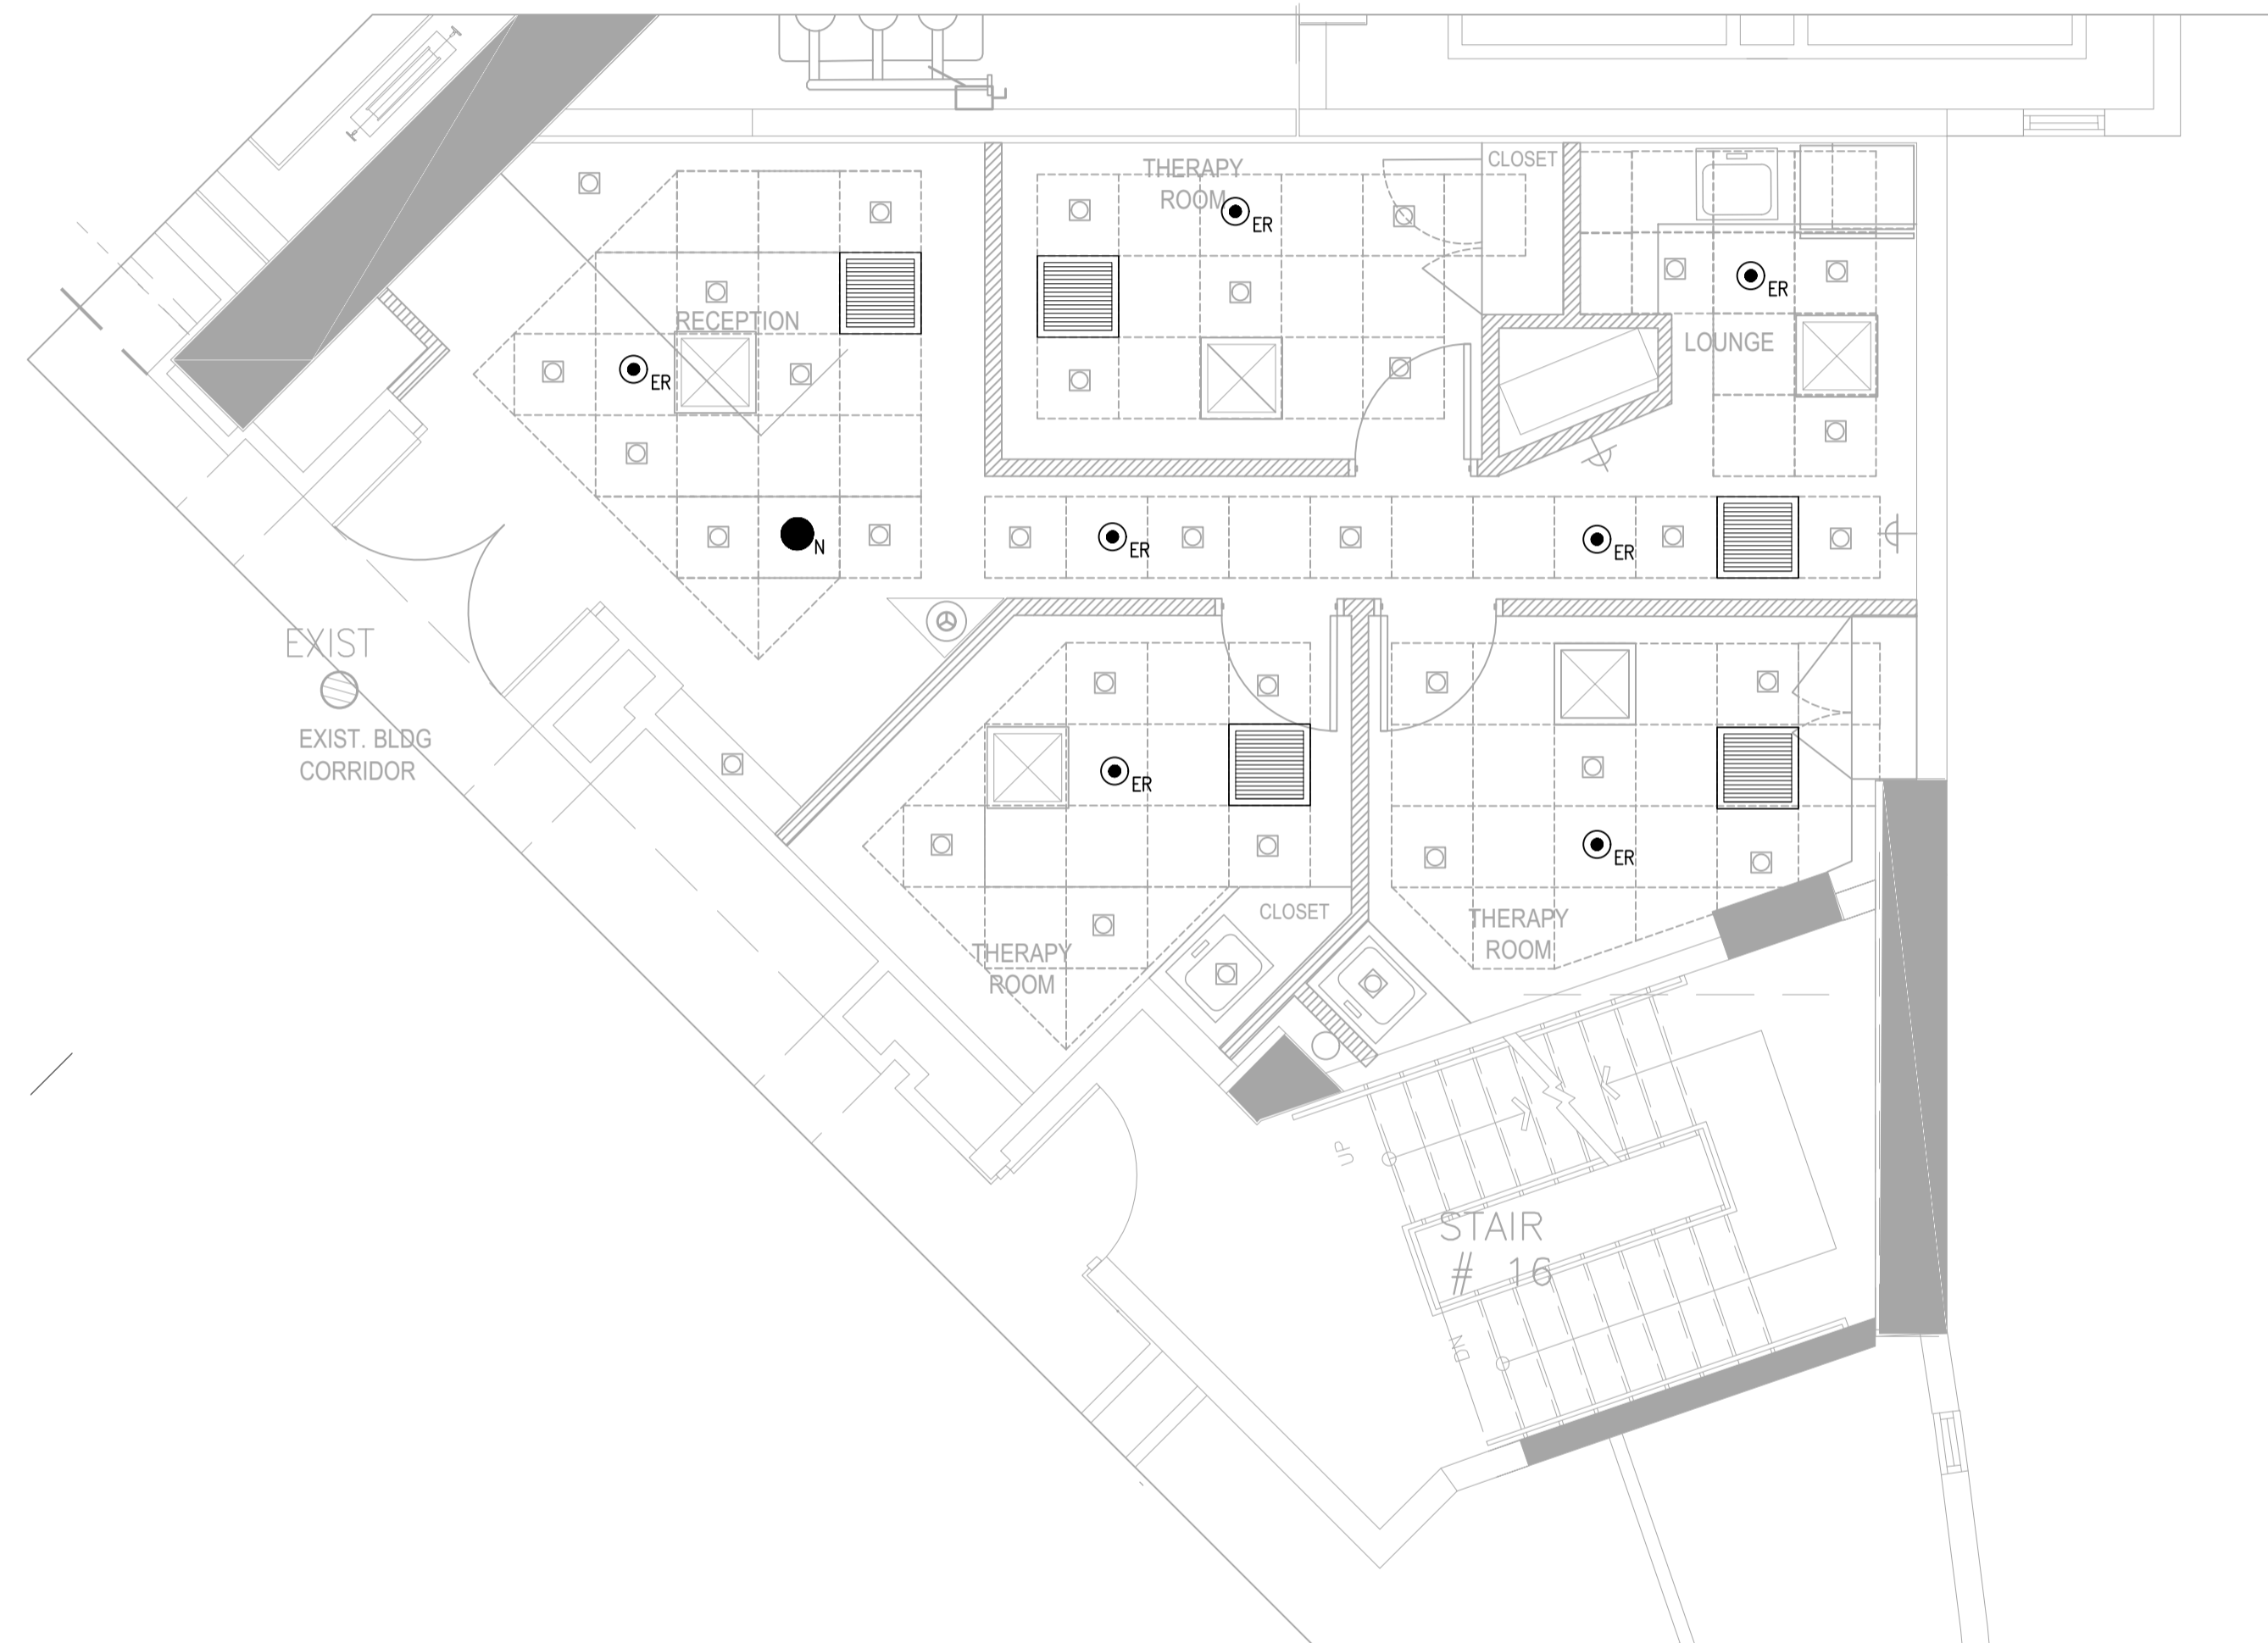 THERAPY
ROOM
CLOSET
ER
ER
RECEPTION
LOUNGE
ER
N
ER
ER
EXIST
EXIST. BLDG
CORRIDOR
ER
ER
CLOSET
THERAPY
ROOM
THERAPY
ROOM
UP
STAIR
# 16
DN